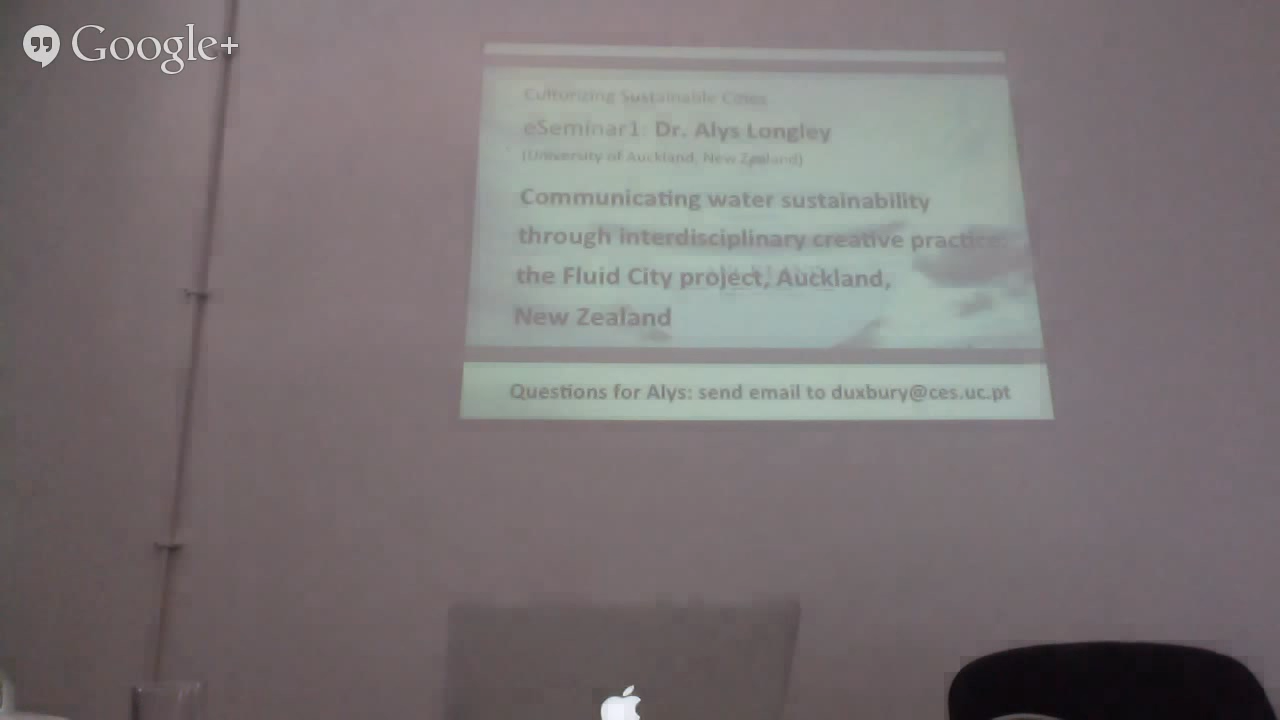 Google+
Culturizing Sustainable Cities
eSeminar1: Dr. Alys Longley
(University of Auckland, New Zealand)
Communicating water sustainability
through interdisciplinary creative practice:
the Fluid City project, Auckland,
New Zealand
Questions for Alys: send email to duxbury@ces.uc.pt